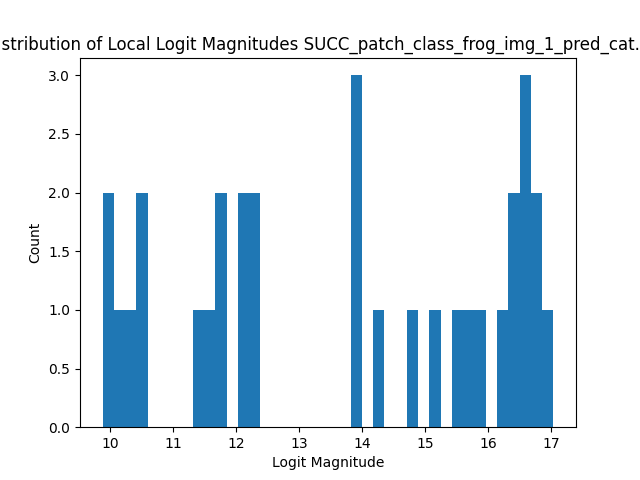 stribution of Local Logit Magnitudes SUCC_patch_class_frog_img_1_pred_cat.
3.0
2.5
2.0
1.5
1.0
0.5
0.0
Count
10 11 12 13 14 15 16 17
Logit Magnitude